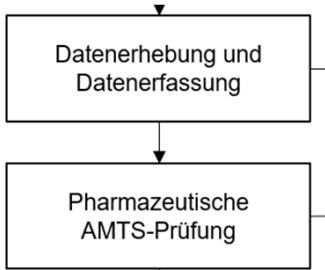 Datenerhebung und
Datenerfassung
Pharmazeutische
AMTS-Prüfung